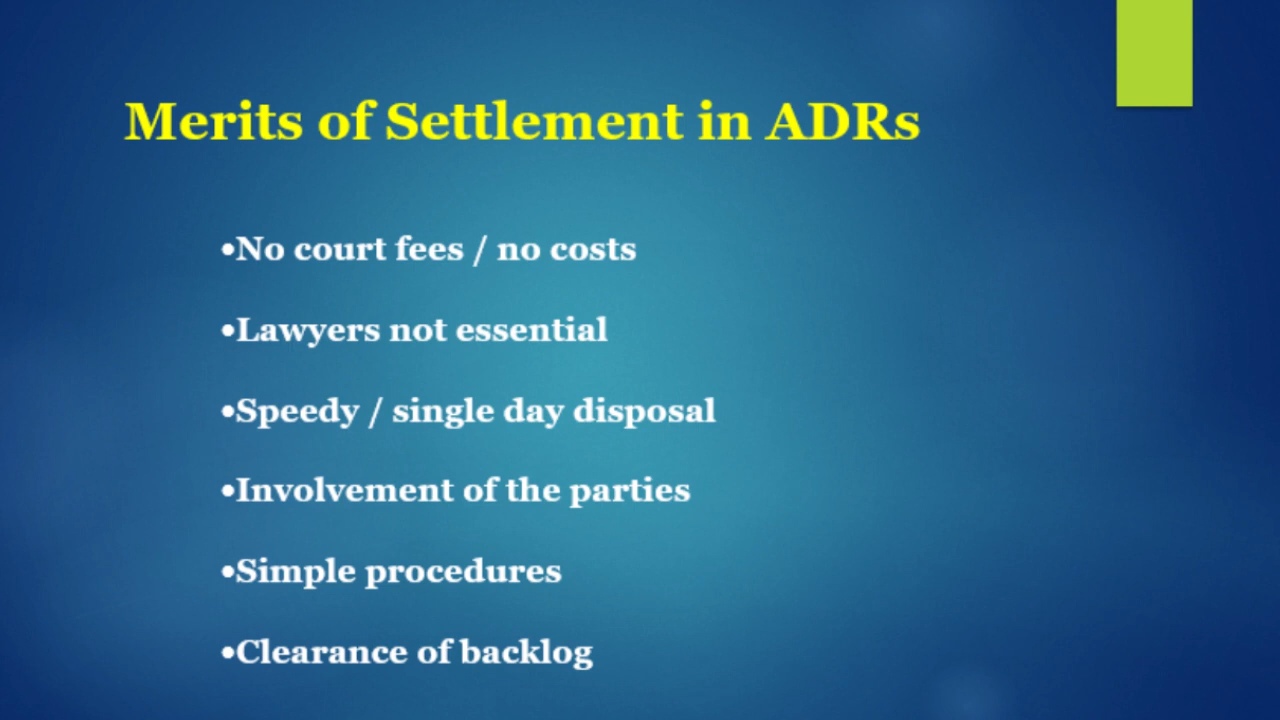 Merits of Settlement in ADRs
•No court fees / no costs
•Lawyers not essential
•Speedy / single day disposal
•Involvement of the parties
•Simple procedures
•Clearance of backlog